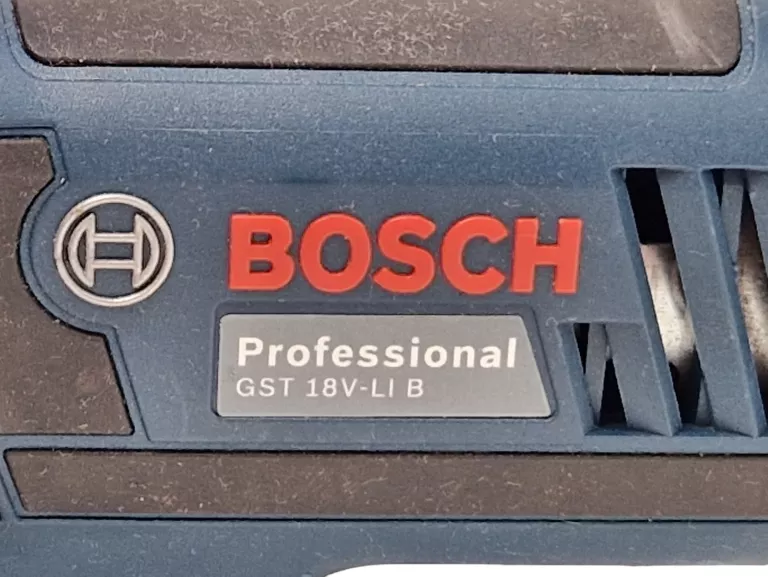 BOSCH
Professional
GST 18V-LI B